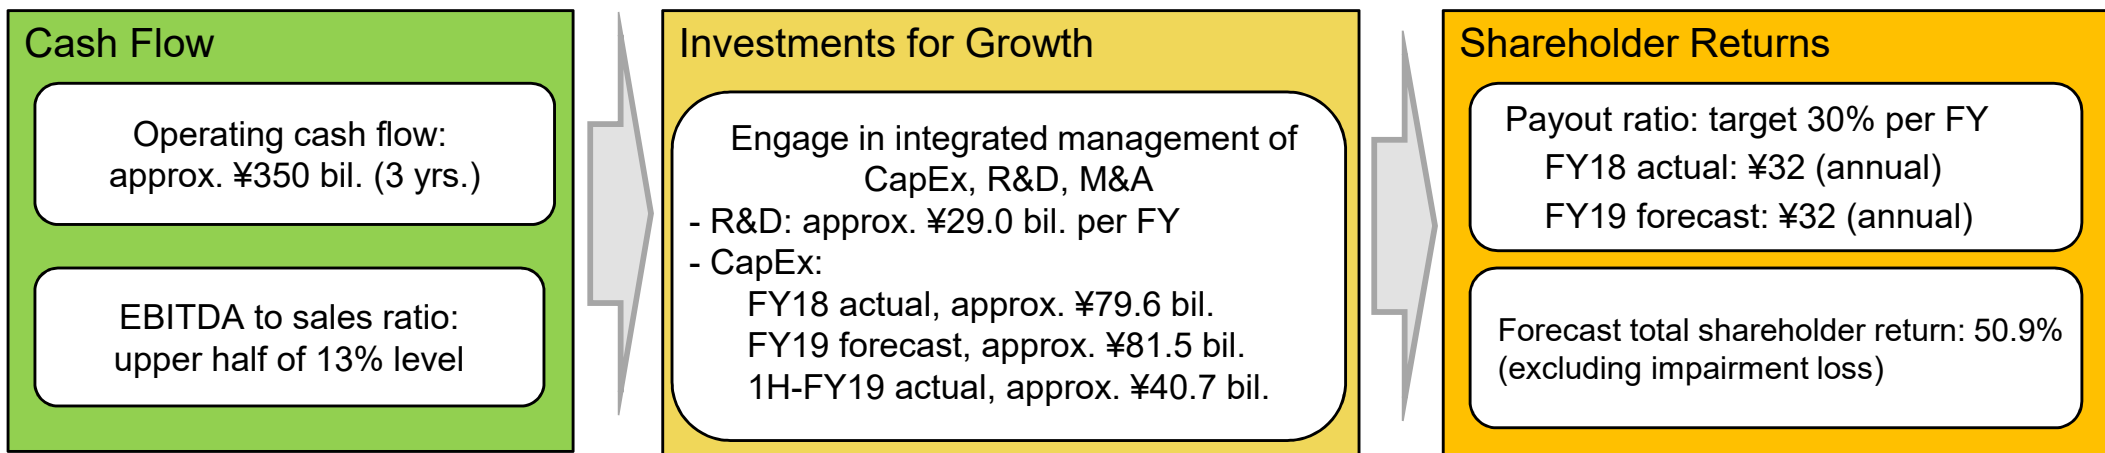 Cash Flow
Operating cash flow:
approx. ¥350 bil. (3 yrs.)
EBITDA to sales ratio:
upper half of 13% level
Investments for Growth
Engage in integrated management of
CapEx, R&D, M&A
- R&D: approx. ¥29.0 bil. per FY
- CapEx:
FY18 actual, approx. ¥79.6 bil.
FY19 forecast, approx. ¥81.5 bil.
1H-FY19 actual, approx. ¥40.7 bil.
Shareholder Returns
Payout ratio: target 30% per FY
FY18 actual: ¥32 (annual)
FY19 forecast: ¥32 (annual)
Forecast total shareholder return: 50.9%
(excluding impairment loss)